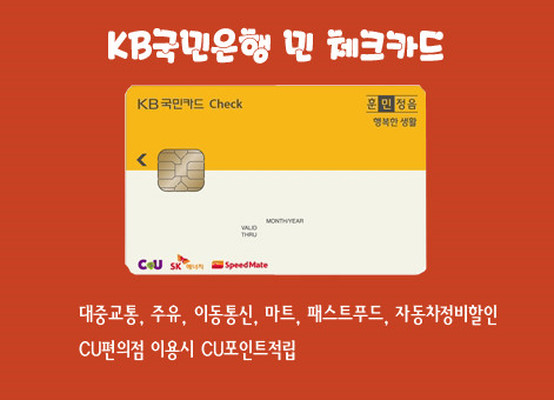 KB국민은행 민 체크카드
KB국민카드 Check
훈민정음
행복한 생활
MONTH/YEAR
VALID
THRU
CU SK에너지 SpeedMate
대중교통, 주유, 이동통신, 마트, 패스트푸드, 자동차정비할인
CU편의점 이용시 CU포인트적립